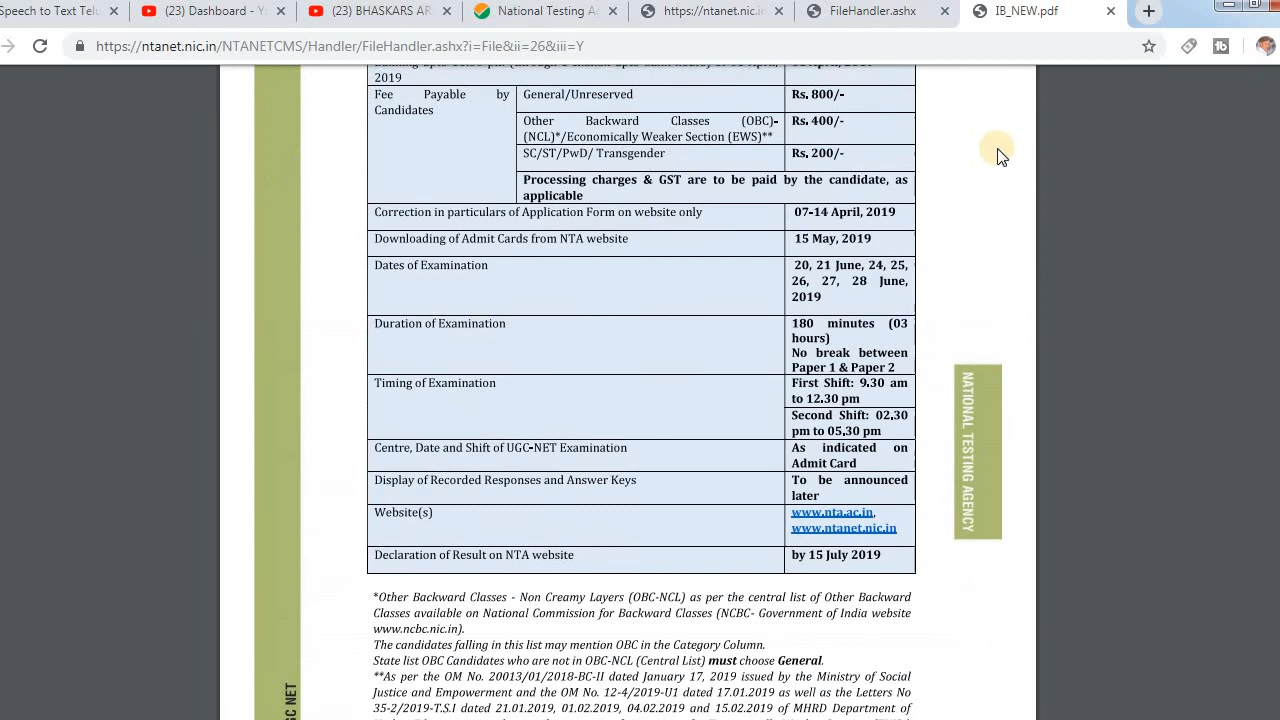 Speech to Text Telu
(23) Dashboard - Y
(23) BHASKARS AR
National Testing Ag
https://ntanet.nic.in
FileHandler.ashx
IB_NEW.pdf
https://ntanet.nic.in/NTANETCMS/Handler/FileHandler.ashx?i=File&ii=26&iii=Y
2019
Fee Payable by
Candidates
General/Unreserved
Rs. 800/-
Other Backward Classes (OBC)-
(NCL)*/Economically Weaker Section (EWS)**
Rs. 400/-
SC/ST/PwD/ Transgender
Rs. 200/-
Processing charges & GST are to be paid by the candidate, as
applicable
Correction in particulars of Application Form on website only
07-14 April, 2019
Downloading of Admit Cards from NTA website
15 May, 2019
Dates of Examination
20, 21 June, 24, 25,
26, 27, 28 June,
2019
Duration of Examination
180 minutes (03
hours)
No break between
Paper 1 & Paper 2
Timing of Examination
First Shift: 9.30 am
to 12.30 pm
Second Shift: 02.30
pm to 05.30 pm
Centre, Date and Shift of UGC-NET Examination
As indicated on
Admit Card
Display of Recorded Responses and Answer Keys
To be announced
later
Website(s)
www.nta.ac.in,
www.ntanet.nic.in
Declaration of Result on NTA website
by 15 July 2019
NATIONAL TESTING AGENCY
*Other Backward Classes - Non Creamy Layers (OBC-NCL) as per the central list of Other Backward
Classes available on National Commission for Backward Classes (NCBC- Government of India website
www.ncbc.nic.in).
The candidates falling in this list may mention OBC in the Category Column.
State list OBC Candidates who are not in OBC-NCL (Central List) must choose General.
**As per the OM No. 20013/01/2018-BC-II dated January 17, 2019 issued by the Ministry of Social
Justice and Empowerment and the OM No. 12-4/2019-U1 dated 17.01.2019 as well as the Letters No
35-2/2019-T.S.I dated 21.01.2019, 01.02.2019, 04.02.2019 and 15.02.2019 of MHRD Department of
GC NET